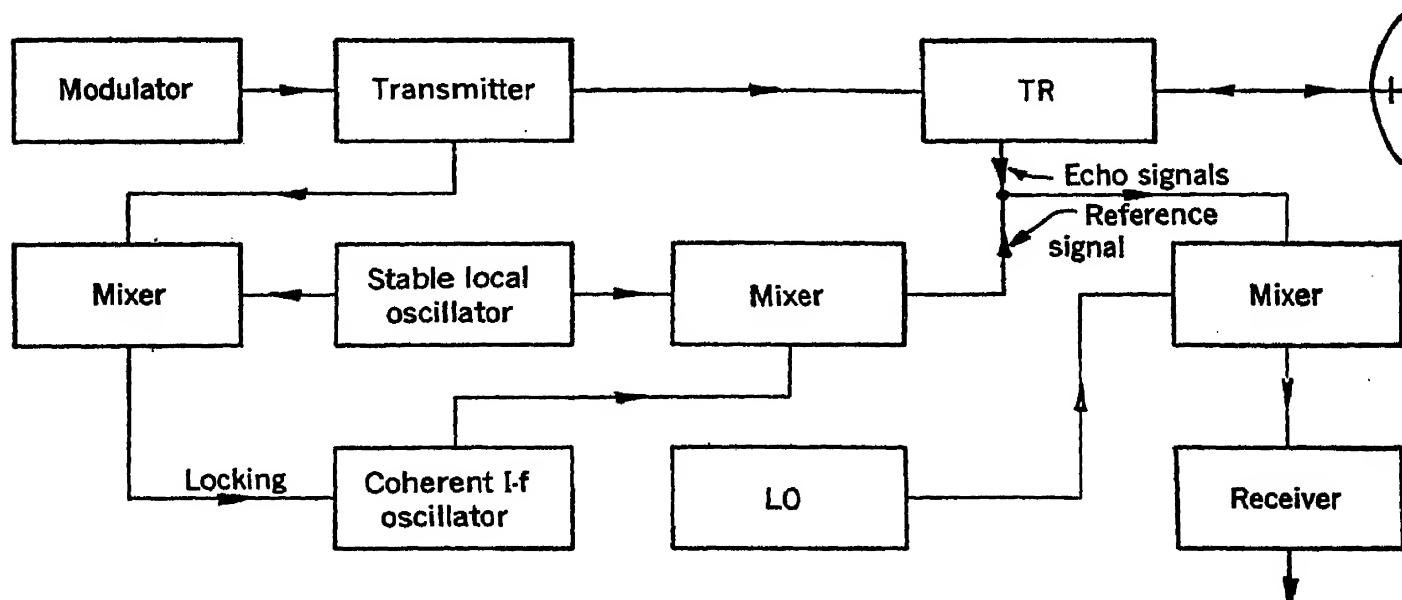 Modulator
Transmitter
TR
Echo signals
Reference
signal
Mixer
Stable local
oscillator
Mixer
Mixer
Locking
Coherent I-f
oscillator
LO
Receiver